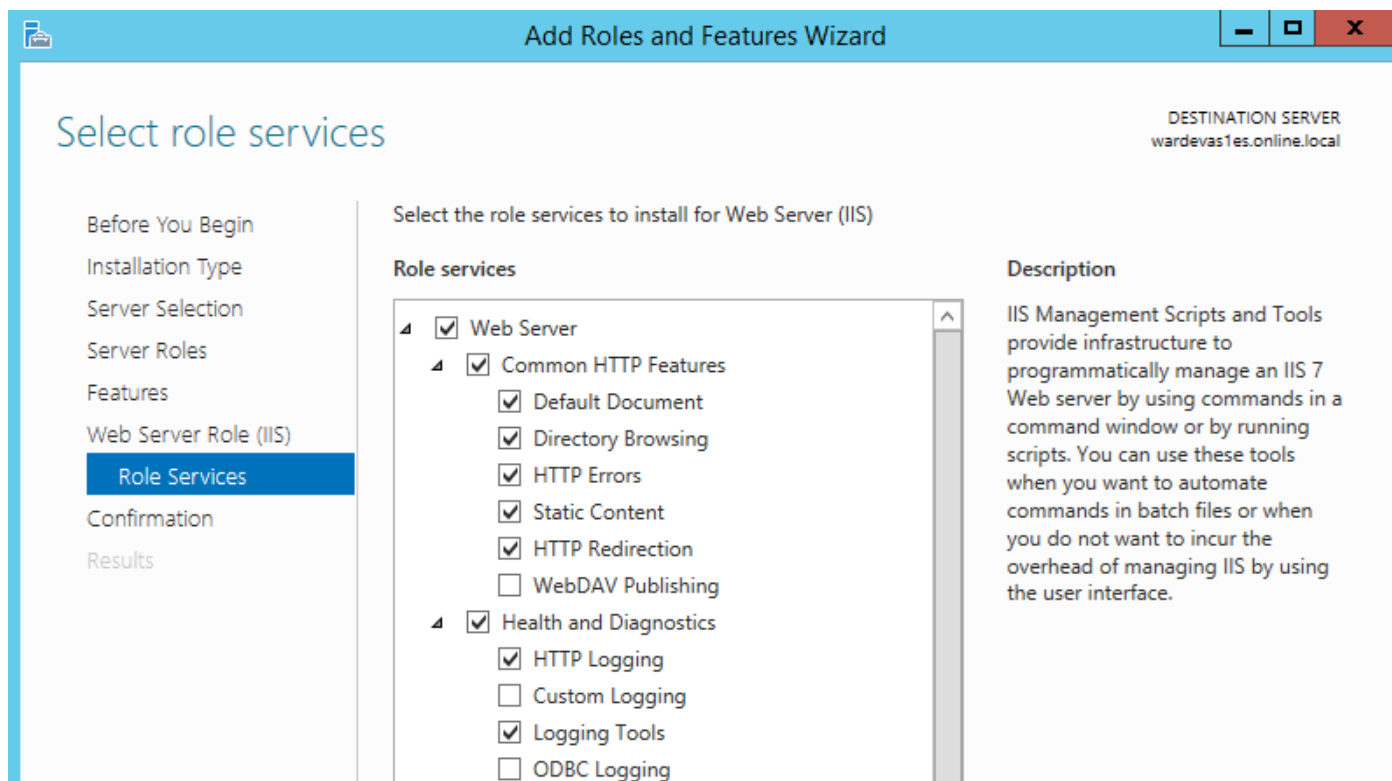 Add Roles and Features Wizard
Select role services
DESTINATION SERVER
wardevas1es.online.local
Before You Begin
Installation Type
Server Selection
Server Roles
Features
Web Server Role (IIS)
Role Services
Confirmation
Results
Select the role services to install for Web Server (IIS)
Role services
Web Server
Common HTTP Features
Default Document
Directory Browsing
HTTP Errors
Static Content
HTTP Redirection
WebDAV Publishing
Health and Diagnostics
HTTP Logging
Custom Logging
Logging Tools
ODBC Logging
Description
IIS Management Scripts and Tools
provide infrastructure to
programmatically manage an IIS 7
Web server by using commands in a
command window or by running
scripts. You can use these tools
when you want to automate
commands in batch files or when
you do not want to incur the
overhead of managing IIS by using
the user interface.